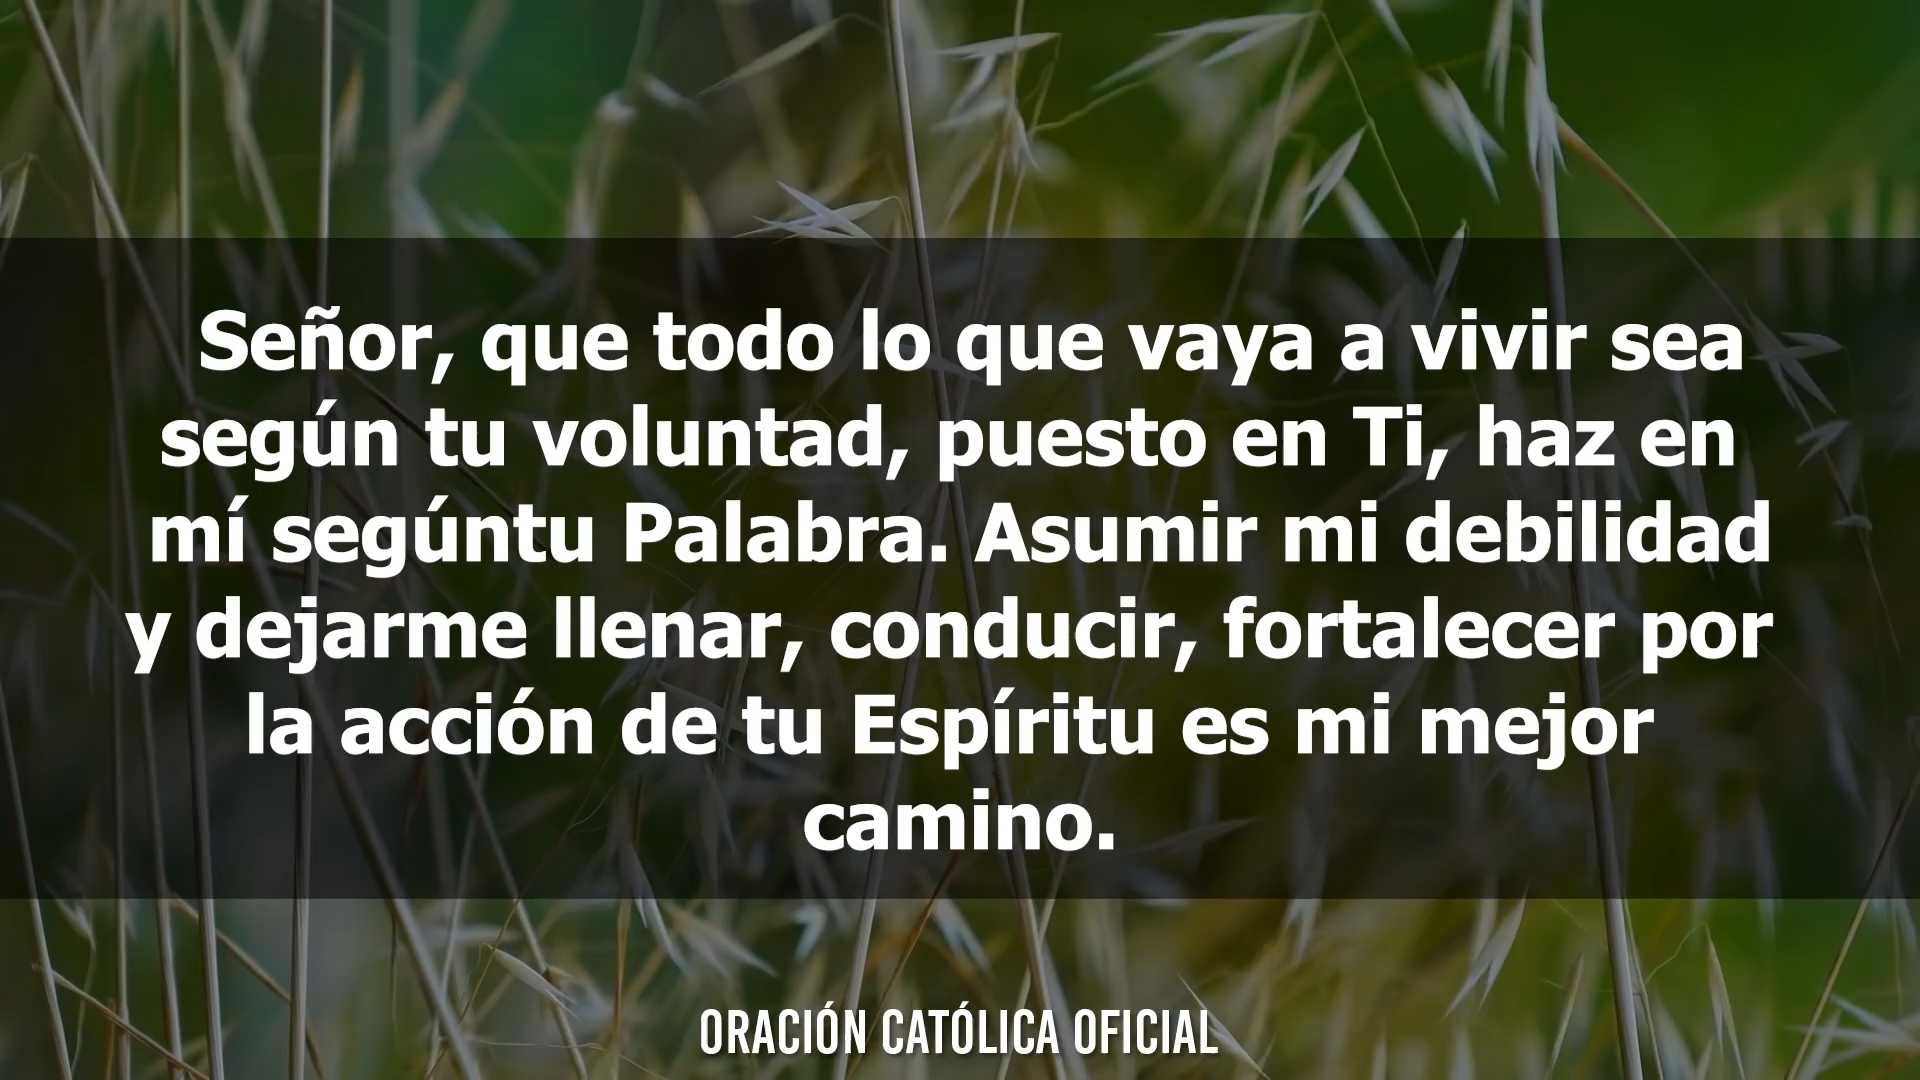 Señor, que todo lo que vaya a vivir sea
según tu voluntad, puesto en Ti, haz en
mí segúntu Palabra. Asumir mi debilidad
y dejarme llenar, conducir, fortalecer por
la acción de tu Espíritu es mi mejor
camino.
ORACIÓN CATÓLICA OFICIAL